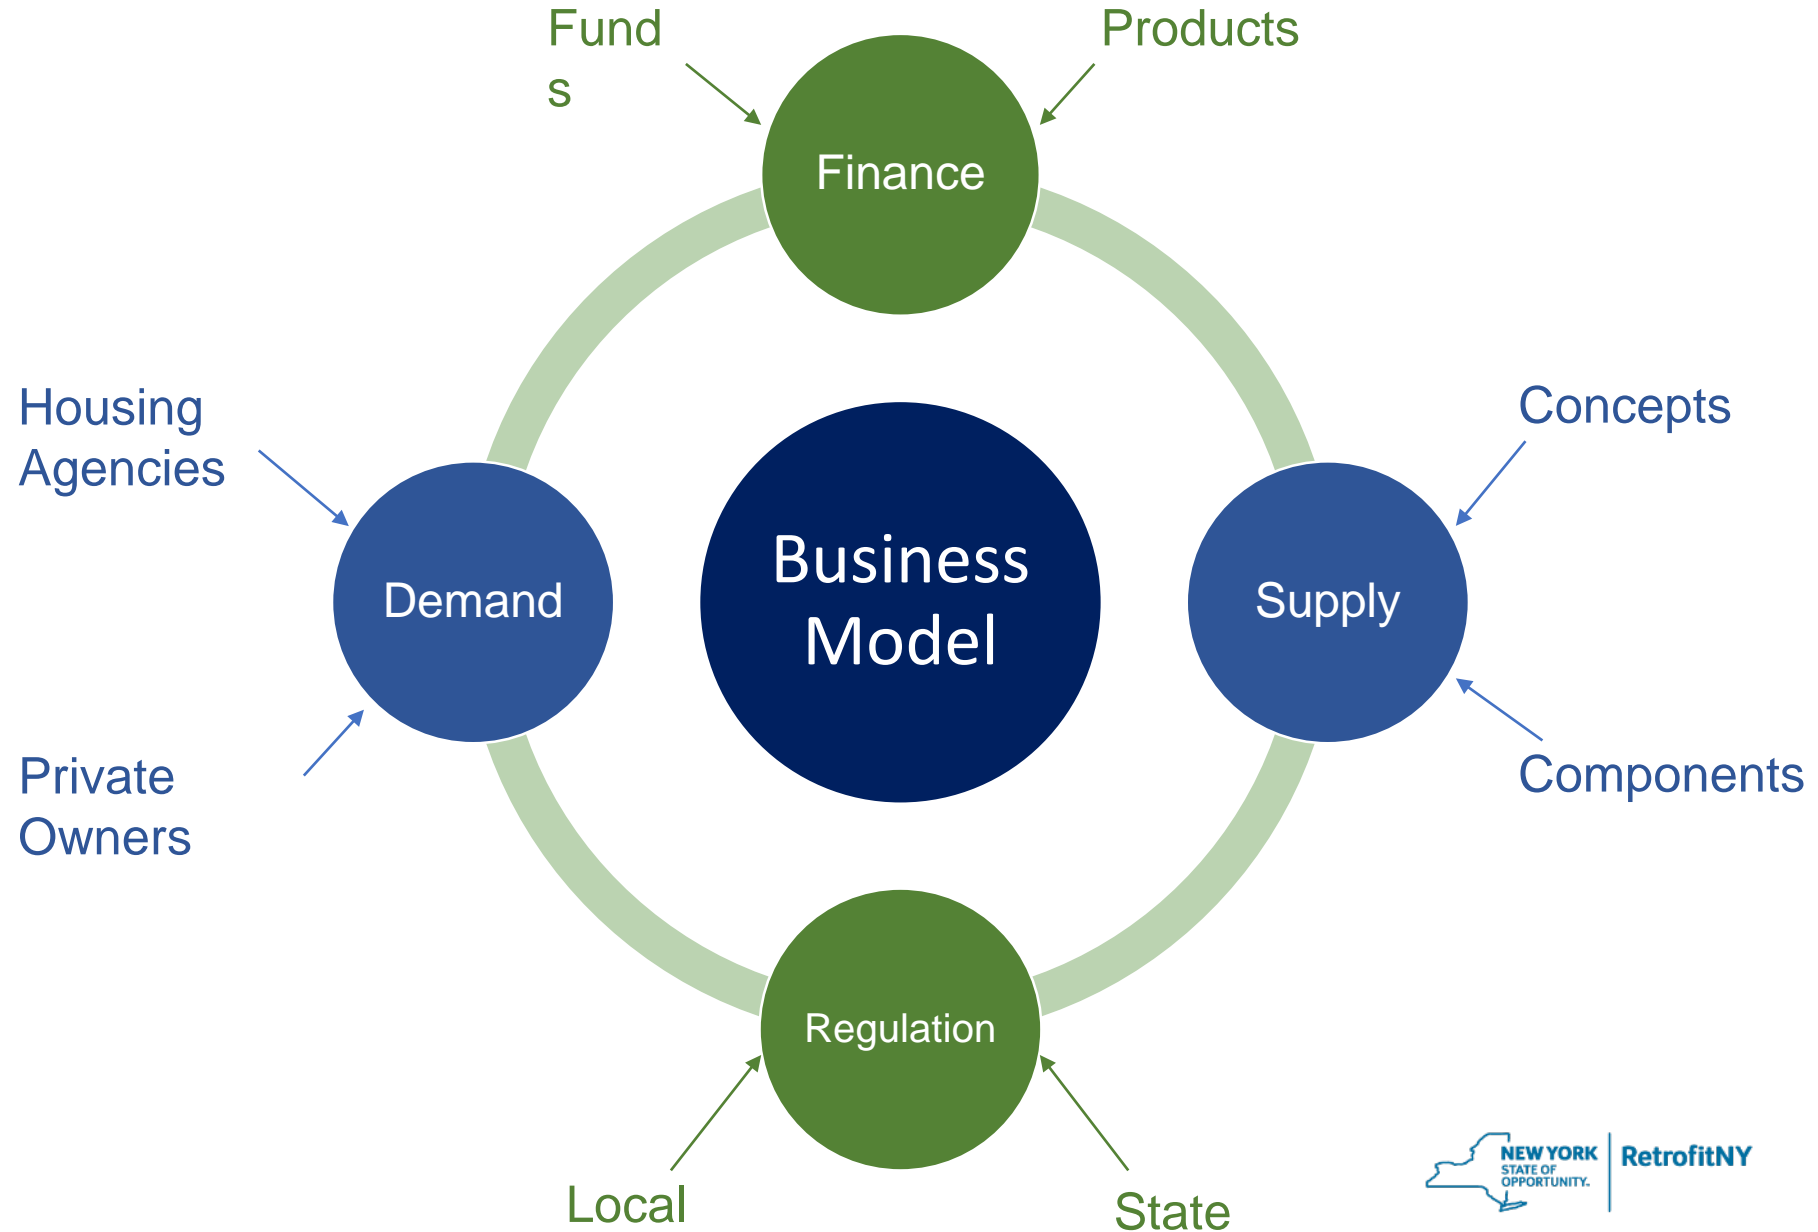 Fund
s
Products
Finance
Housing
Agencies
Concepts
Demand
Business
Model
Supply
Private
Owners
Components
Regulation
Local
State
NEW YORK
STATE OF
OPPORTUNITY.
RetrofitNY